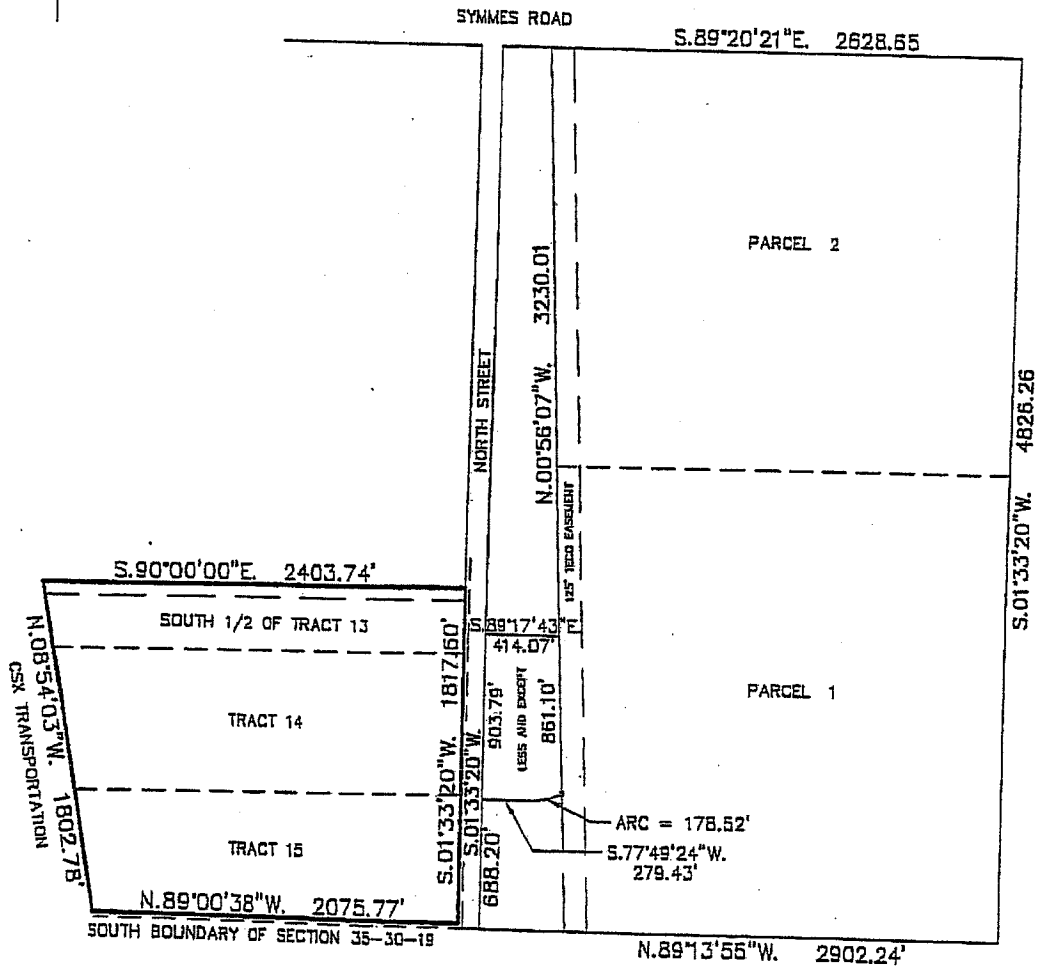 SYMMES ROAD
S.89°20'21"E. 2628.65
PARCEL 2
N.00°56'07"W. 3230.01
NORTH STREET
S.01°33'20"W. 4826.26
125' TECO EASEMENT
S.90°00'00"E. 2403.74'
SOUTH 1/2 OF TRACT 13
S.89°17'43"E
414.07'
N.08°54'03"W. 1802.78'
CSX TRANSPORTATION
TRACT 14
S.01°33'20"W. 1817.60'
S.01°33'20"W.
903.79'
LESS AND EXCEPT
861.10'
PARCEL 1
TRACT 15
688.20'
ARC = 178.52'
S.77°49'24"W.
279.43'
N.89°00'38"W. 2075.77'
SOUTH BOUNDARY OF SECTION 35-30-19
N.89°13'55"W. 2902.24'